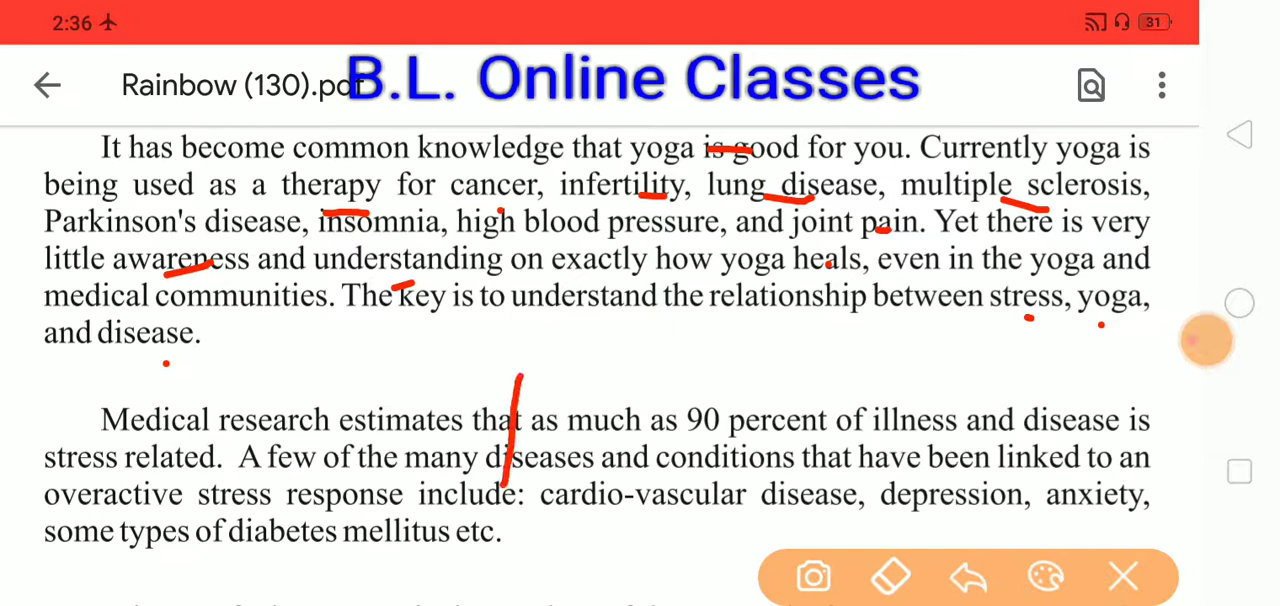 2:36
31
Rainbow (130).pdf
B.L. Online Classes
It has become common knowledge that yoga is good for you. Currently yoga is
being used as a therapy for cancer, infertility, lung disease, multiple sclerosis,
Parkinson's disease, insomnia, high blood pressure, and joint pain. Yet there is very
little awareness and understanding on exactly how yoga heals, even in the yoga and
medical communities. The key is to understand the relationship between stress, yoga,
and disease.
Medical research estimates that as much as 90 percent of illness and disease is
stress related. A few of the many diseases and conditions that have been linked to an
overactive stress response include: cardio-vascular disease, depression, anxiety,
some types of diabetes mellitus etc.